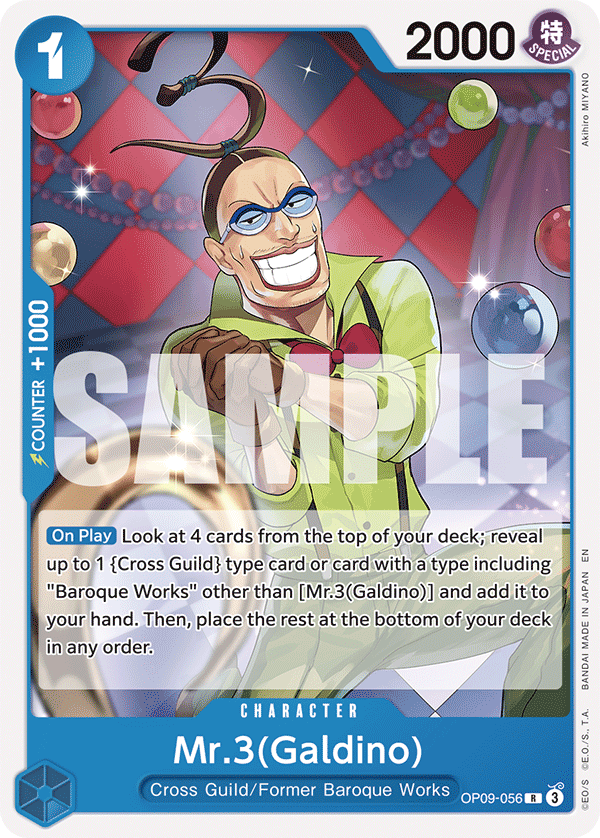 1
2000
特
SPECIAL
Akihiro MIYANO
COUNTER +1000
SAMPLE
On Play Look at 4 cards from the top of your deck; reveal
up to 1 {Cross Guild} type card or card with a type including
"Baroque Works" other than [Mr.3(Galdino)] and add it to
your hand. Then, place the rest at the bottom of your deck
in any order.
CHARACTER
Mr.3(Galdino)
Cross Guild/Former Baroque Works
OP09-056 R 3
©E.O/S ©E.O./S., T.A. BANDAI MADE IN JAPAN EN